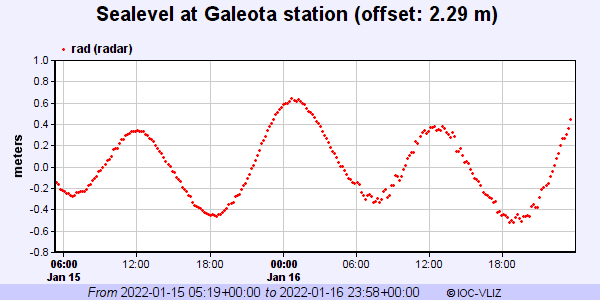 Sealevel at Galeota station (offset: 2.29 m)
rad (radar)
1.0
0.8
0.6
0.4
0.2
0.0
-0.2
-0.4
-0.6
-0.8
meters
06:00 12:00 18:00 00:00 06:00 12:00 18:00
Jan 15 Jan 16
From 2022-01-15 05:19+00:00 to 2022-01-16 23:58+00:00 © IOC-VLIZ